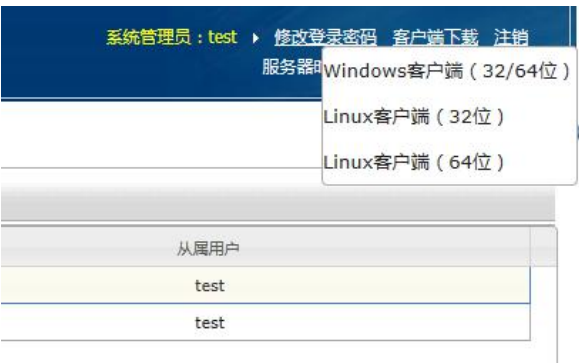 系统管理员：test 修改登录密码 客户端下载 注销
服务器时
Windows客户端（32/64位）
Linux客户端（32位）
Linux客户端（64位）
从属用户
test
test